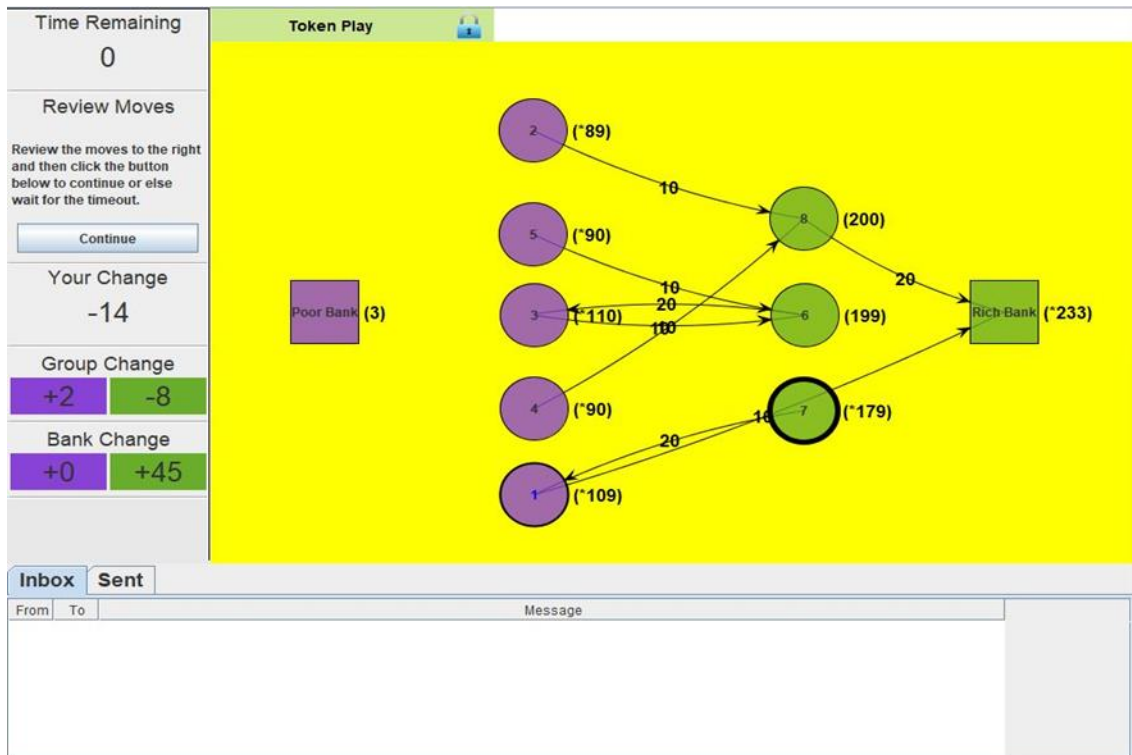 Time Remaining
0
Review Moves
Review the moves to the right
and then click the button
below to continue or else
wait for the timeout.
Continue
Your Change
-14
Group Change
+2 -8
Bank Change
+0 +45
Token Play
2 (*89)
10
8 (200)
5 (*90)
20
10
Poor Bank (3)
20
3 (*110)
10
6 (199)
Rich Bank (*233)
4 (*90)
7 (*179)
10
20
1 (*109)
Inbox Sent
From To Message